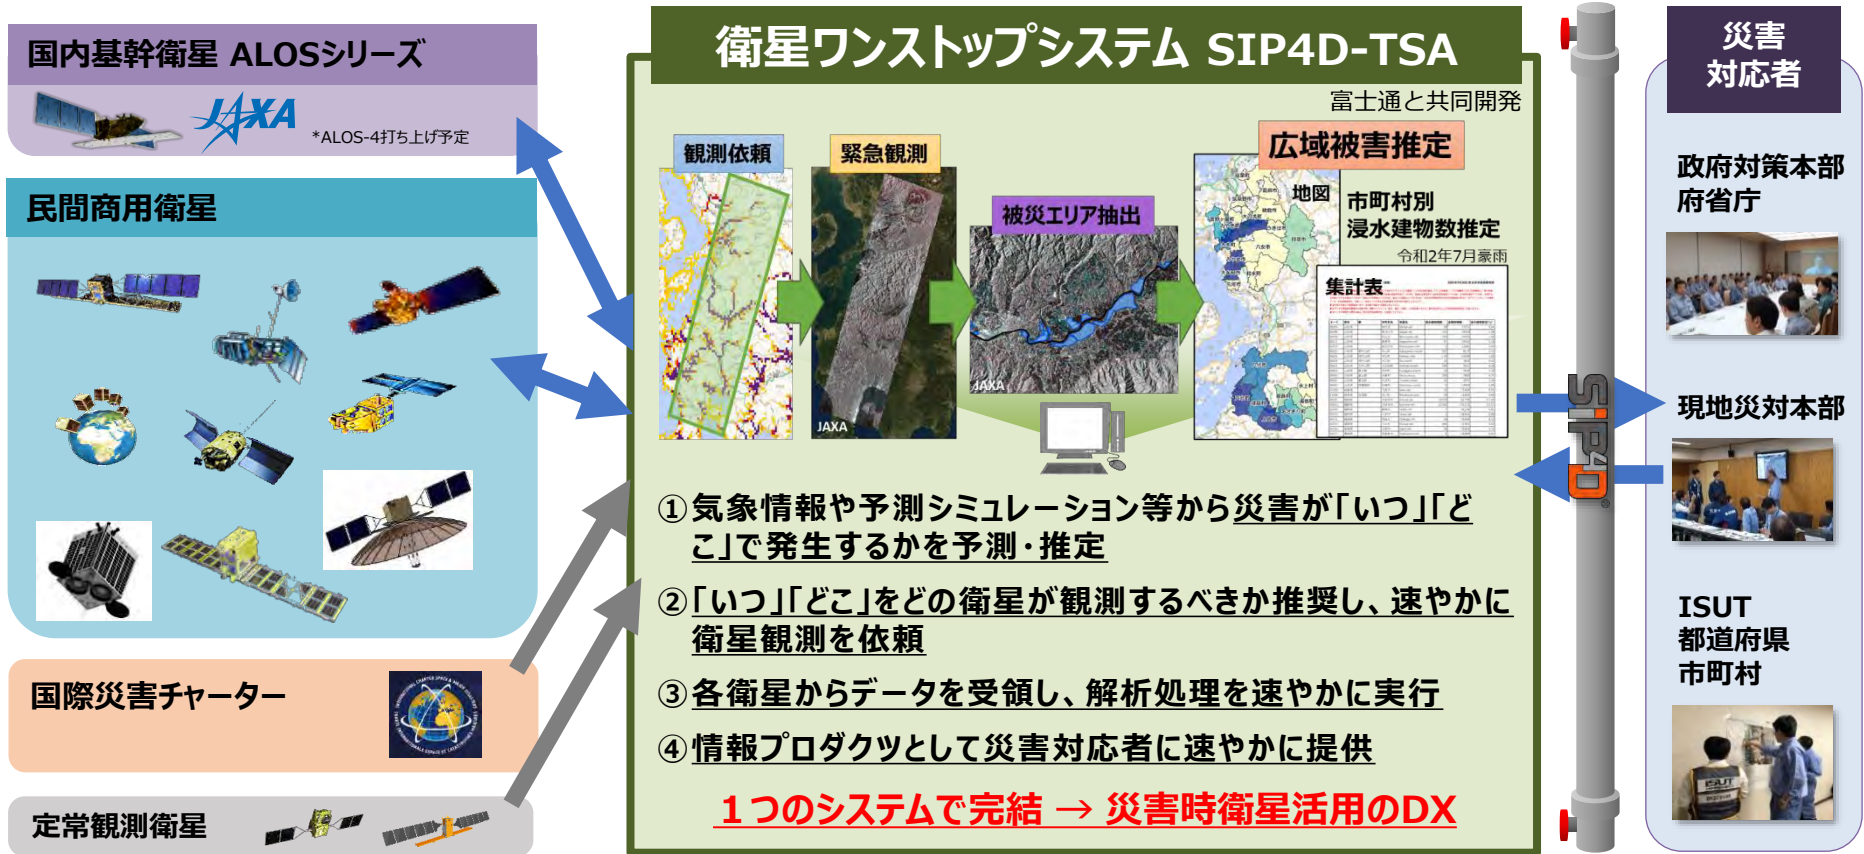 国内基幹衛星 ALOSシリーズ
JAXA
*ALOS-4打ち上げ予定
民間商用衛星
国際災害チャーター
定常観測衛星
衛星ワンストップシステム SIP4D-TSA
富士通と共同開発
観測依頼
緊急観測
JAXA
被災エリア抽出
JAXA
広域被害推定
地図
市町村別
浸水建物数推定
令和2年7月豪雨
集計表
①気象情報や予測シミュレーション等から災害が「いつ」「ど
こ」で発生するかを予測・推定
②「いつ」「どこ」をどの衛星が観測するべきか推奨し、速やかに
衛星観測を依頼
③各衛星からデータを受領し、解析処理を速やかに実行
④情報プロダクツとして災害対応者に速やかに提供
１つのシステムで完結 → 災害時衛星活用のDX
SIP4D
災害
対応者
政府対策本部
府省庁
現地災対本部
ISUT
都道府県
市町村
ISUT